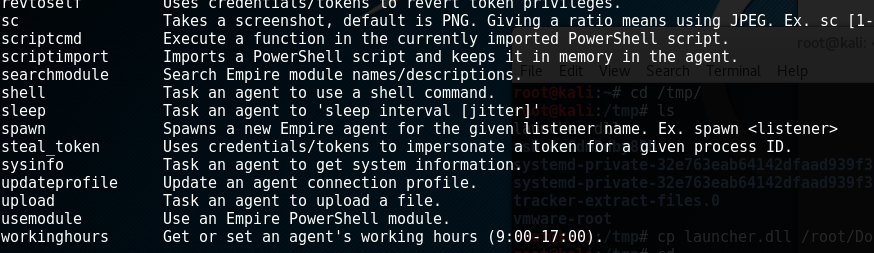 revtoself Uses credentials/tokens to revert token privileges.
sc Takes a screenshot, default is PNG. Giving a ratio means using JPEG. Ex. sc [1-
scriptcmd Execute a function in the currently imported PowerShell script.
scriptimport Imports a PowerShell script and keeps it in memory in the agent.
searchmodule Search Empire module names/descriptions.
shell Task an agent to use a shell command.
sleep Task an agent to 'sleep interval [jitter]'
spawn Spawns a new Empire agent for the given listener name. Ex. spawn <listener>
steal_token Uses credentials/tokens to impersonate a token for a given process ID.
sysinfo Task an agent to get system information.
updateprofile Update an agent connection profile.
upload Task an agent to upload a file.
usemodule Use an Empire PowerShell module.
workinghours Get or set an agent's working hours (9:00-17:00).
root@kali:
File Edit View Search Terminal Help
root@kali:~# cd /tmp/
root@kali:/tmp# ls
systemd-private-32e763eab64142dfaad939f3
systemd-private-32e763eab64142dfaad939f3
tracker-extract-files.0
vmware-root
root@kali:/tmp# cp launcher.dll /root/Do